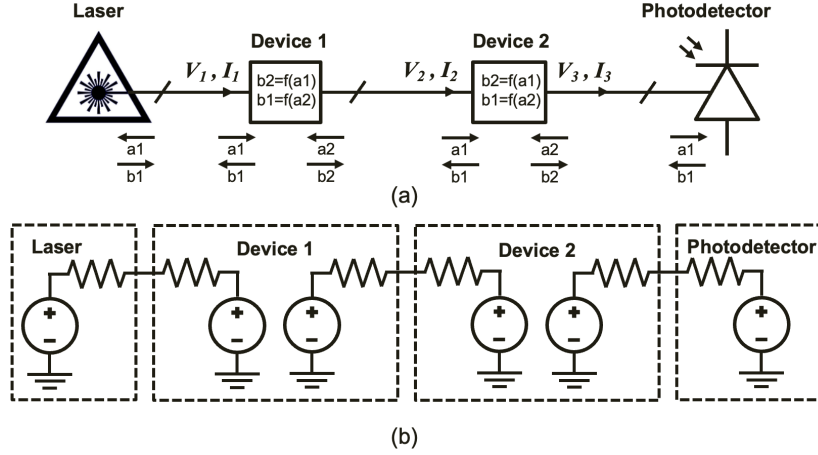 Laser
Photodetector
Device 1
Device 2
V1 , I1
V2 , I2
V3 , I3
b2=f(a1)
b1=f(a2)
b2=f(a1)
b1=f(a2)
a1
b1
a1
b1
a2
b2
a1
b1
a2
b2
a1
b1
(a)
Laser
Device 1
Device 2
Photodetector
+
−
+
−
+
−
+
−
+
−
+
−
(b)